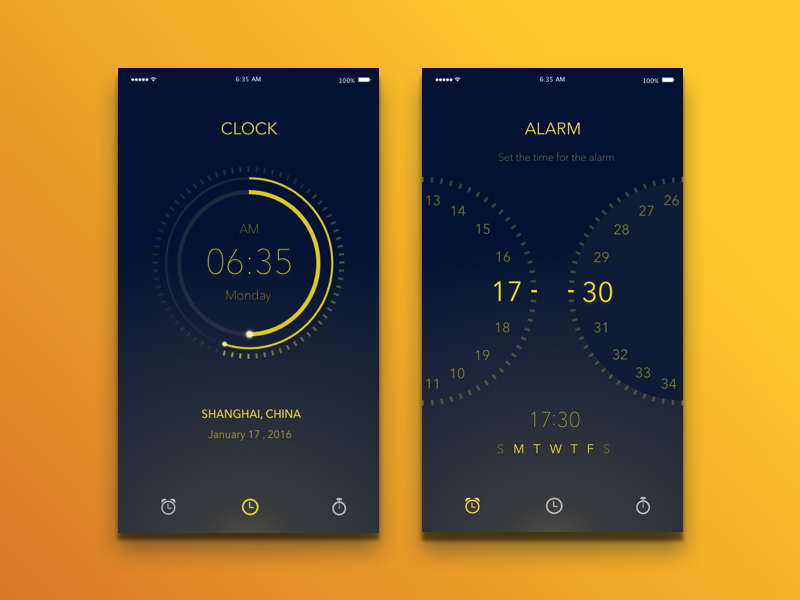 6:35 AM
100%
CLOCK
AM
06:35
Monday
SHANGHAI, CHINA
January 17 , 2016
6:35 AM
100%
ALARM
Set the time for the alarm
13
14
15
16
17 -
18
19
10
11
26
27
28
29
- 30
31
32
33
34
17:30
S M T W T F S